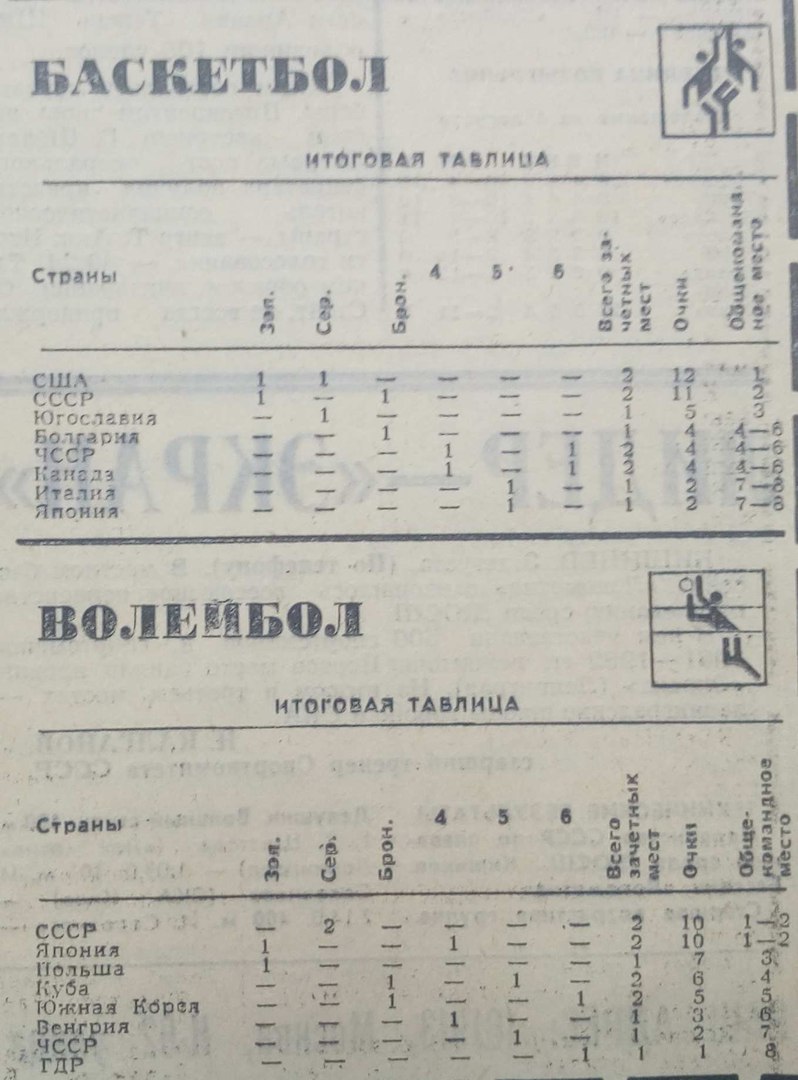 БАСКЕТБОЛ
ИТОГОВАЯ ТАБЛИЦА
Страны Зол. Сер. Брон. 4 5 6 Всего за-четных мест Очки Общекоманд-ное место
США 1 1 — — — — 2 12 1
СССР 1 — 1 — — — 2 11 2
Югославия — 1 — — — — 1 5 3
Болгария — — 1 — — — 1 4 4—6
ЧССР — — — 1 — 1 2 4 4—6
Канада — — — 1 — 1 2 4 4—6
Италия — — — — 1 — 1 2 7—8
Япония — — — — 1 — 1 2 7—8
ВОЛЕЙБОЛ
ИТОГОВАЯ ТАБЛИЦА
Страны Зол. Сер. Брон. 4 5 6 Всего зачетных мест Очки Обще-командное место
СССР — 2 — — — — 2 10 1—2
Япония 1 — — 1 — — 2 10 1—2
Польша 1 — — — — — 1 7 3
Куба — — 1 — 1 — 2 6 4
Южная Корея — — 1 — — 1 2 5 5
Венгрия — — — 1 — — 1 3 6
ЧССР — — — — 1 — 1 2 7
ГДР — — — — — 1 1 1 8